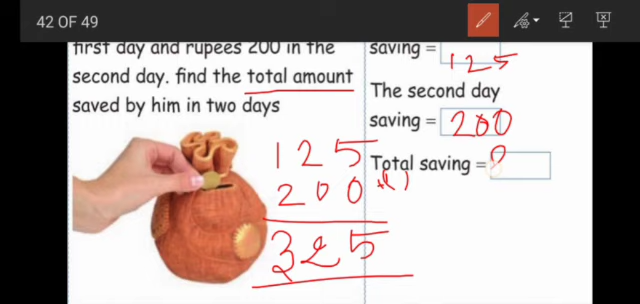 42 OF 49
first day and rupees 200 in the
second day. find the total amount
saved by him in two days
125
200 +( )
325
saving = 125
The second day
saving = 200
Total saving =